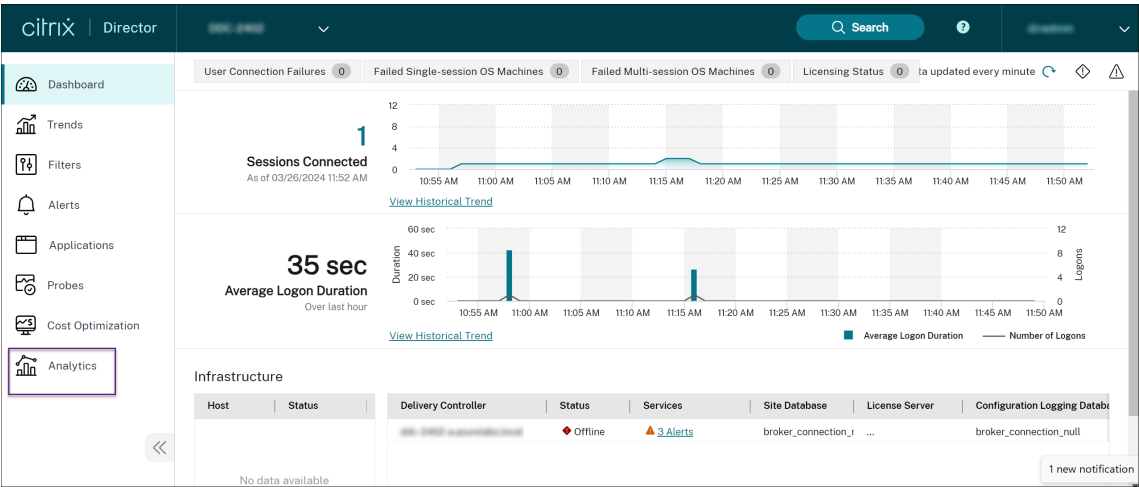 citrix | Director
Search
?
User Connection Failures 0
Failed Single-session OS Machines 0
Failed Multi-session OS Machines 0
Licensing Status 0
ta updated every minute
Dashboard
Trends
Filters
Alerts
Applications
Probes
Cost Optimization
Analytics
1
Sessions Connected
As of 03/26/2024 11:52 AM
12
8
4
0
10:55 AM 11:00 AM 11:05 AM 11:10 AM 11:15 AM 11:20 AM 11:25 AM 11:30 AM 11:35 AM 11:40 AM 11:45 AM 11:50 AM
View Historical Trend
35 sec
Average Logon Duration
Over last hour
Duration
60 sec
40 sec
20 sec
0 sec
12
8
4
0
Logons
10:55 AM 11:00 AM 11:05 AM 11:10 AM 11:15 AM 11:20 AM 11:25 AM 11:30 AM 11:35 AM 11:40 AM 11:45 AM 11:50 AM
View Historical Trend
Average Logon Duration
Number of Logons
Infrastructure
Host Status
No data available
Delivery Controller Status Services Site Database License Server Configuration Logging Databa
Offline 3 Alerts broker_connection_r ... broker_connection_null
1 new notification